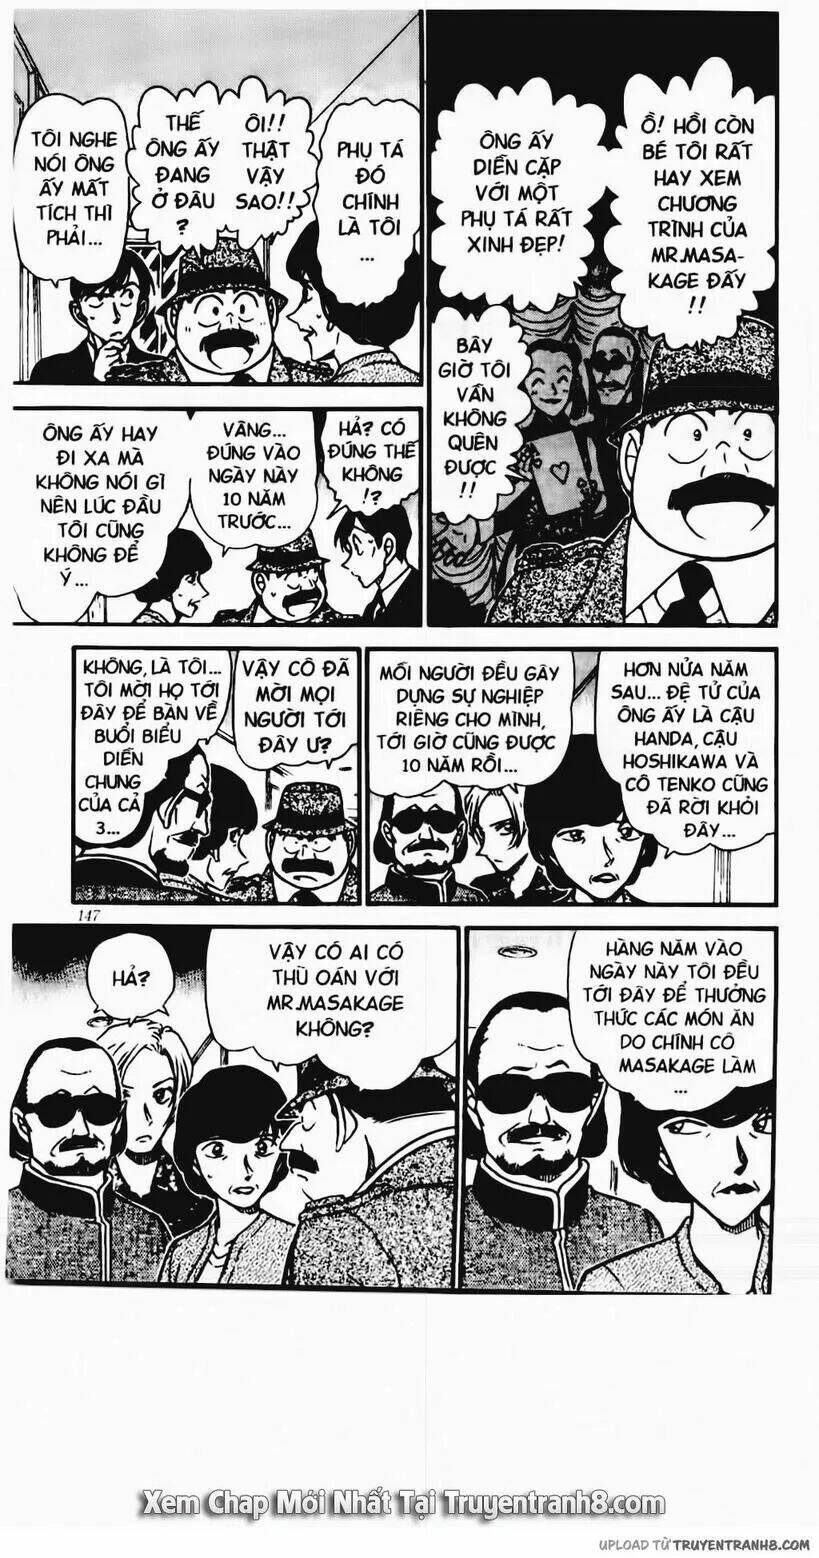 Ồ! HỒI CÒN
BÉ TÔI RẤT
HAY XEM
CHƯƠNG
TRÌNH CỦA
MR.MASA-
KAGE ĐẤY
!!
ÔNG ẤY
DIỄN CẶP
VỚI MỘT
PHỤ TÁ RẤT
XINH ĐẸP!
BÂY
GIỜ TÔI
VẪN
KHÔNG
QUÊN
ĐƯỢC
!!
PHỤ TÁ
ĐÓ
CHÍNH
LÀ TÔI
...
ÔI!!
THẬT
VẬY
SAO!!
THẾ
ÔNG ẤY
ĐANG
Ở ĐÂU
?
TÔI NGHE
NÓI ÔNG
ẤY MẤT
TÍCH THÌ
PHẢI...
HẢ? CÓ
ĐÚNG THẾ
KHÔNG
!?
VÂNG...
ĐÚNG VÀO
NGÀY NÀY
10 NĂM
TRƯỚC...
ÔNG ẤY HAY
ĐI XA MÀ
KHÔNG NÓI GÌ
NÊN LÚC ĐẦU
TÔI CŨNG
KHÔNG ĐỂ
Ý...
HƠN NỬA NĂM
SAU... ĐỆ TỬ CỦA
ÔNG ẤY LÀ CẬU
HANDA, CẬU
HOSHIKAWA VÀ
CÔ TENKO CŨNG
ĐÃ RỜI KHỎI
ĐÂY...
MỖI NGƯỜI ĐỀU GÂY
DỰNG SỰ NGHIỆP
RIÊNG CHO MÌNH,
TỚI GIỜ CŨNG ĐƯỢC
10 NĂM RỒI...
VẬY CÔ ĐÃ
MỜI MỌI
NGƯỜI TỚI
ĐÂY Ư?
KHÔNG, LÀ TÔI...
TÔI MỜI HỌ TỚI
ĐÂY ĐỂ BÀN VỀ
BUỔI BIỂU
DIỄN
CHUNG
CỦA CẢ
3...
147
HÀNG NĂM VÀO
NGÀY NÀY TÔI ĐỀU
TỚI ĐÂY ĐỂ THƯỞNG
THỨC CÁC MÓN ĂN
DO CHÍNH CÔ
MASAKAGE LÀM
...
VẬY CÓ AI CÓ
THÙ OÁN VỚI
MR.MASAKAGE
KHÔNG?
HẢ?
Xem Chap Mới Nhất Tại Truyentranh8.com
UPLOAD TỪ TRUYENTRANH8.COM